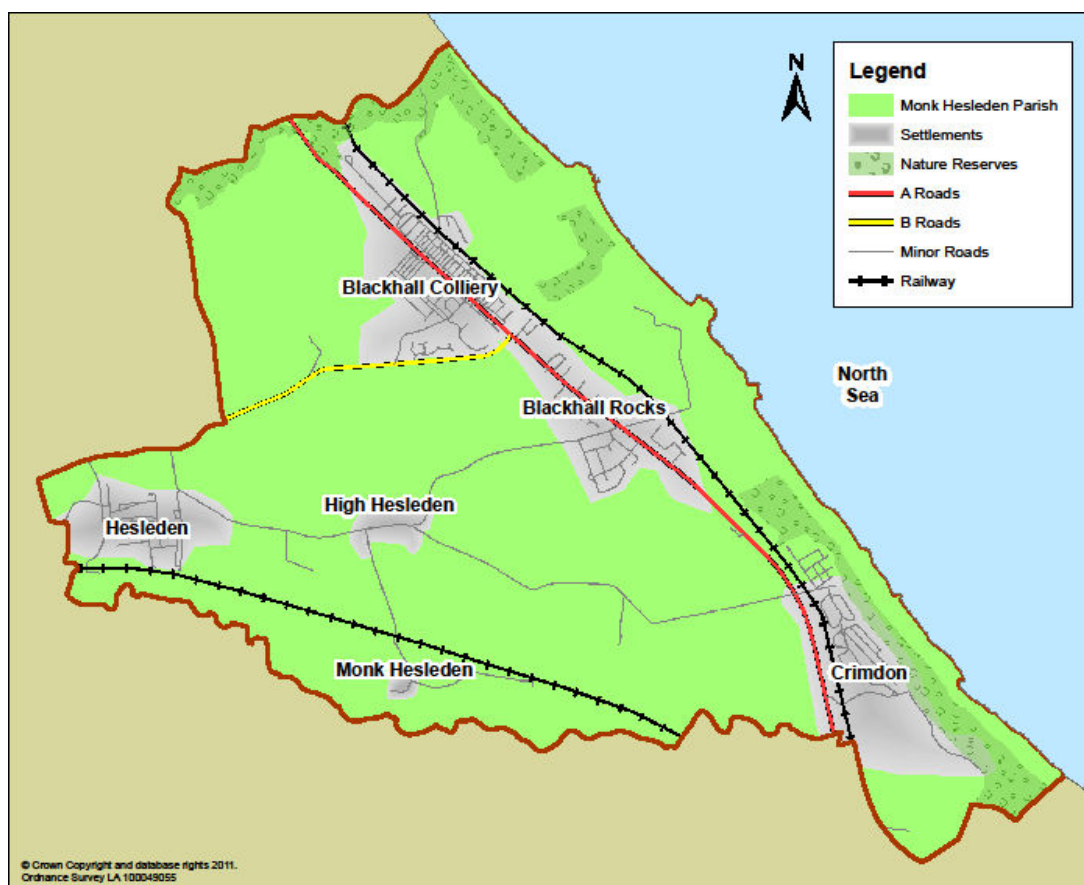 N
Legend
Monk Hesleden Parish
Settlements
Nature Reserves
A Roads
B Roads
Minor Roads
Railway
Blackhall Colliery
North
Sea
Blackhall Rocks
High Hesleden
Hesleden
Monk Hesleden
Crimdon
© Crown Copyright and database rights 2011.
Ordnance Survey LA 100049055